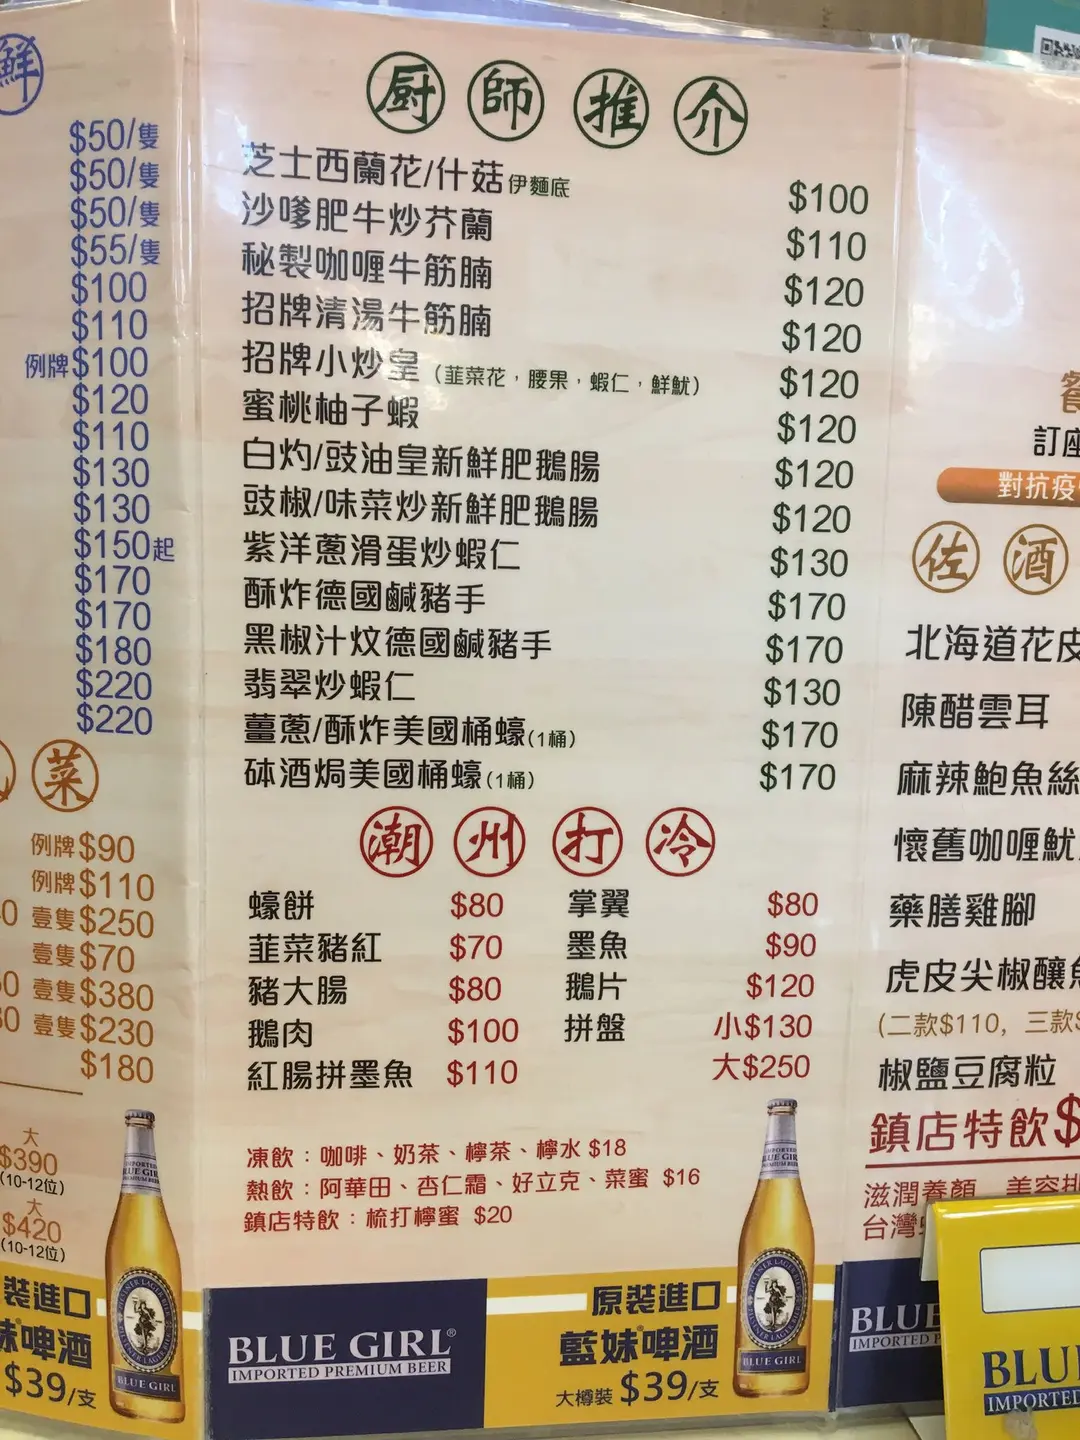 鮮
$50/隻
$50/隻
$50/隻
$55/隻
$100
$110
例牌$100
$120
$110
$130
$130
$150起
$170
$170
$180
$220
$220
菜
例牌$90
例牌$110
壹隻$250
壹隻$70
壹隻$380
壹隻$230
$180
大
$390
(10-12位)
大
$420
(10-12位)
裝進口
妹啤酒
$39/支
廚師推介
芝士西蘭花/什菇伊麵底 $100
沙嗲肥牛炒芥蘭 $110
秘製咖喱牛筋腩 $120
招牌清湯牛筋腩 $120
招牌小炒皇(韮菜花,腰果,蝦仁,鮮魷) $120
蜜桃柚子蝦 $120
白灼/豉油皇新鮮肥鵝腸 $120
豉椒/味菜炒新鮮肥鵝腸 $120
紫洋蔥滑蛋炒蝦仁 $130
酥炸德國鹹豬手 $170
黑椒汁炆德國鹹豬手 $170
翡翠炒蝦仁 $130
薑蔥/酥炸美國桶蠔(1桶) $170
砵酒焗美國桶蠔(1桶) $170
潮州打冷
蠔餅 $80 掌翼 $80
韮菜豬紅 $70 墨魚 $90
豬大腸 $80 鵝片 $120
鵝肉 $100 拼盤 小$130
紅腸拼墨魚 $110 大$250
凍飲：咖啡、奶茶、檸茶、檸水 $18
熱飲：阿華田、杏仁霜、好立克、菜蜜 $16
鎮店特飲：梳打檸蜜 $20
BLUE GIRL®
IMPORTED PREMIUM BEER
原裝進口
藍妹®啤酒
大樽裝 $39/支
BLUE GIRL
訂座
對抗疫
佐酒
北海道花皮
陳醋雲耳
麻辣鮑魚絲
懷舊咖喱魷
藥膳雞腳
虎皮尖椒釀
(二款$110，三款$
椒鹽豆腐粒
鎮店特飲$
滋潤養顏 美容排
台灣
BLUE
IMPORTED P
BLUE
IMPORTED